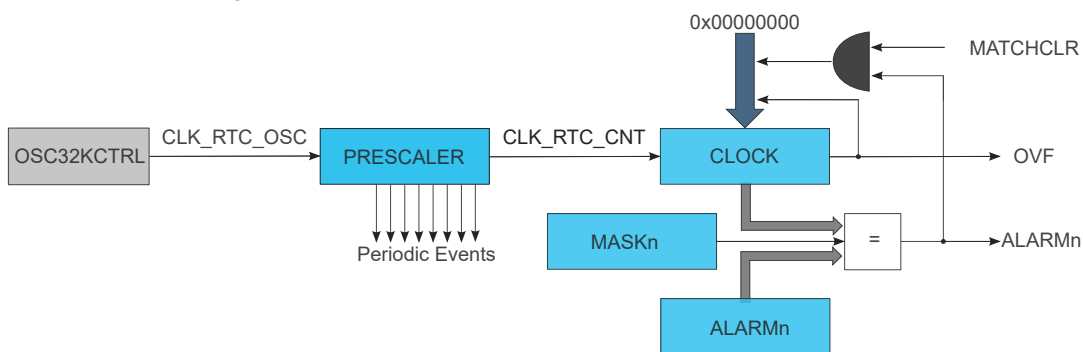 0x00000000
MATCHCLR
OSC32KCTRL
CLK_RTC_OSC
PRESCALER
CLK_RTC_CNT
CLOCK
OVF
Periodic Events
MASKn
=
ALARMn
ALARMn